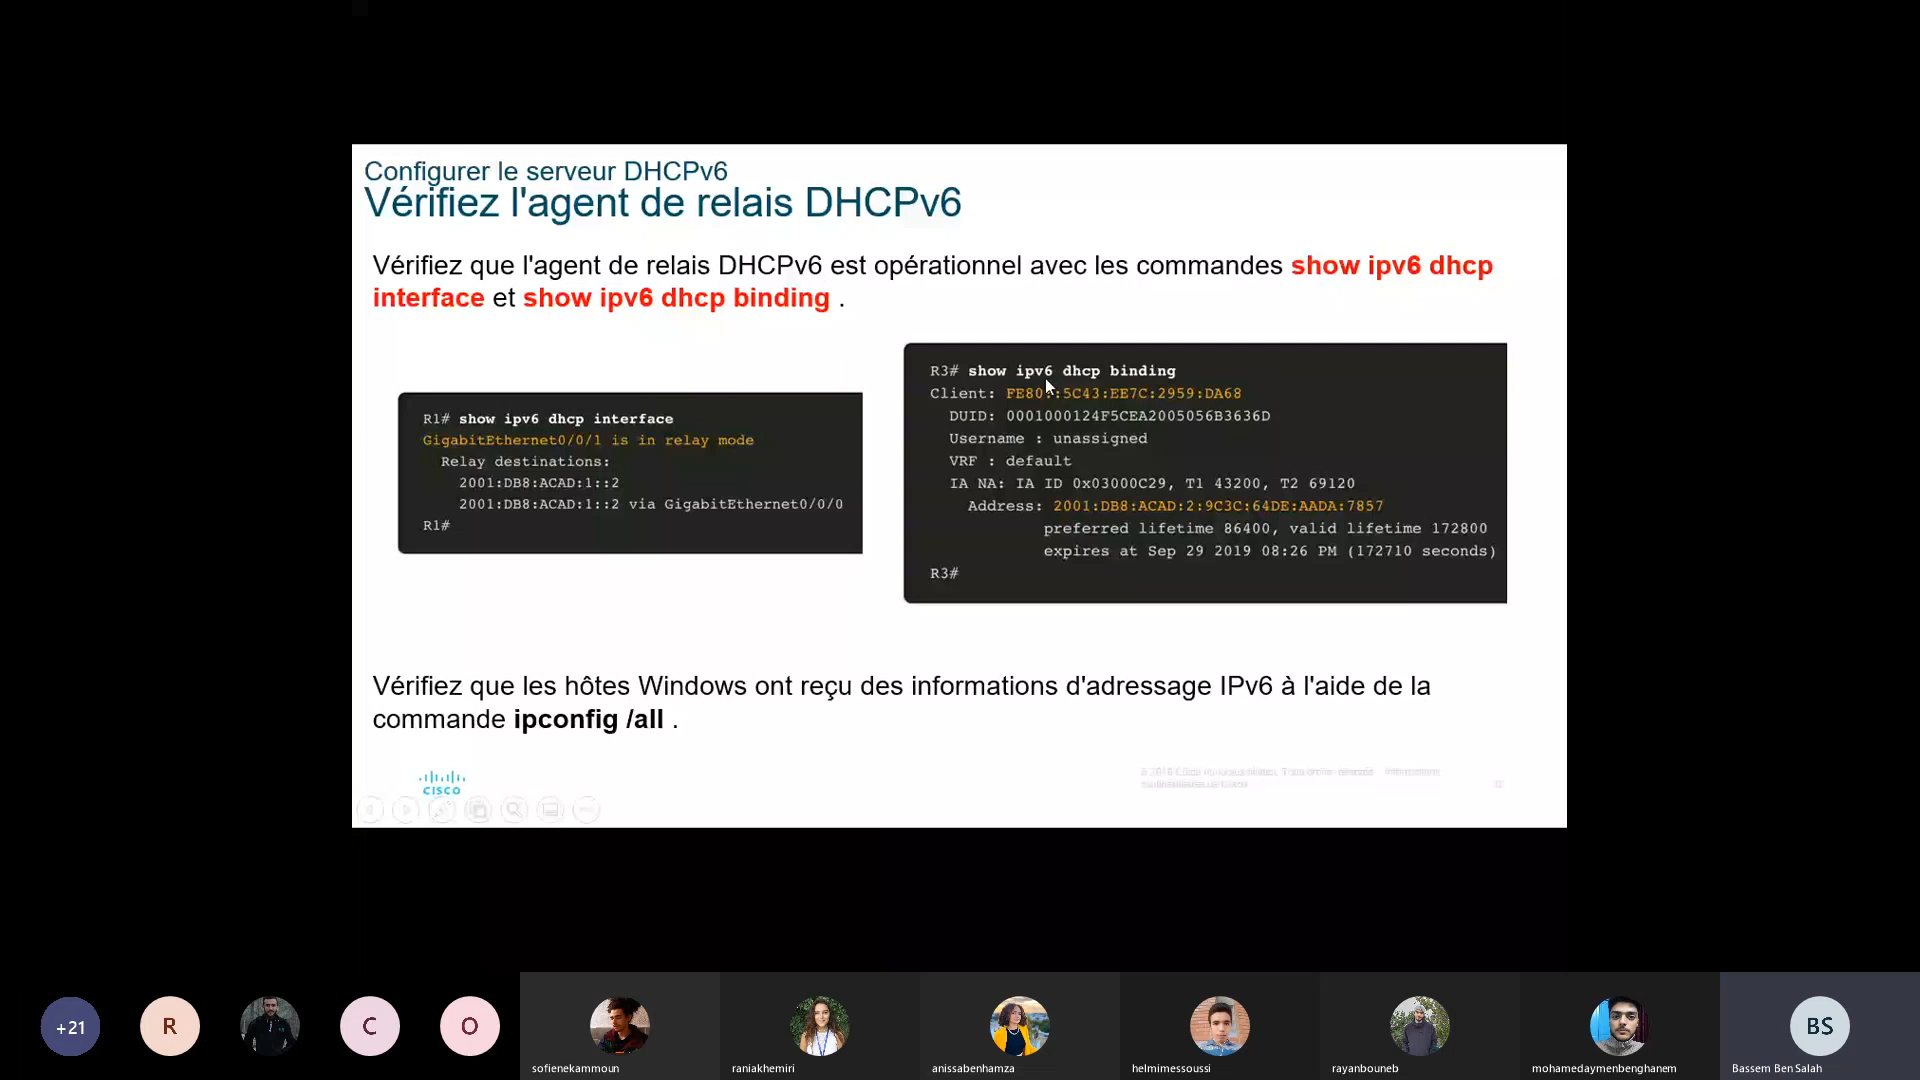 Configurer le serveur DHCPv6
Vérifiez l'agent de relais DHCPv6
Vérifiez que l'agent de relais DHCPv6 est opérationnel avec les commandes show ipv6 dhcp
interface et show ipv6 dhcp binding .
R1# show ipv6 dhcp interface
GigabitEthernet0/0/1 is in relay mode
Relay destinations:
2001:DB8:ACAD:1::2
2001:DB8:ACAD:1::2 via GigabitEthernet0/0/0
R1#
R3# show ipv6 dhcp binding
Client: FE80::5C43:EE7C:2959:DA68
DUID: 0001000124F5CEA2005056B3636D
Username : unassigned
VRF : default
IA NA: IA ID 0x03000C29, T1 43200, T2 69120
Address: 2001:DB8:ACAD:2:9C3C:64DE:AADA:7857
preferred lifetime 86400, valid lifetime 172800
expires at Sep 29 2019 08:26 PM (172710 seconds)
R3#
Vérifiez que les hôtes Windows ont reçu des informations d'adressage IPv6 à l'aide de la
commande ipconfig /all .
CISCO
+21
R
C
O
BS
sofienekammoun
raniakhemiri
anissabenhamza
helmimessoussi
rayanbouneb
mohamedaymenbenghanem
Bassem Ben Salah